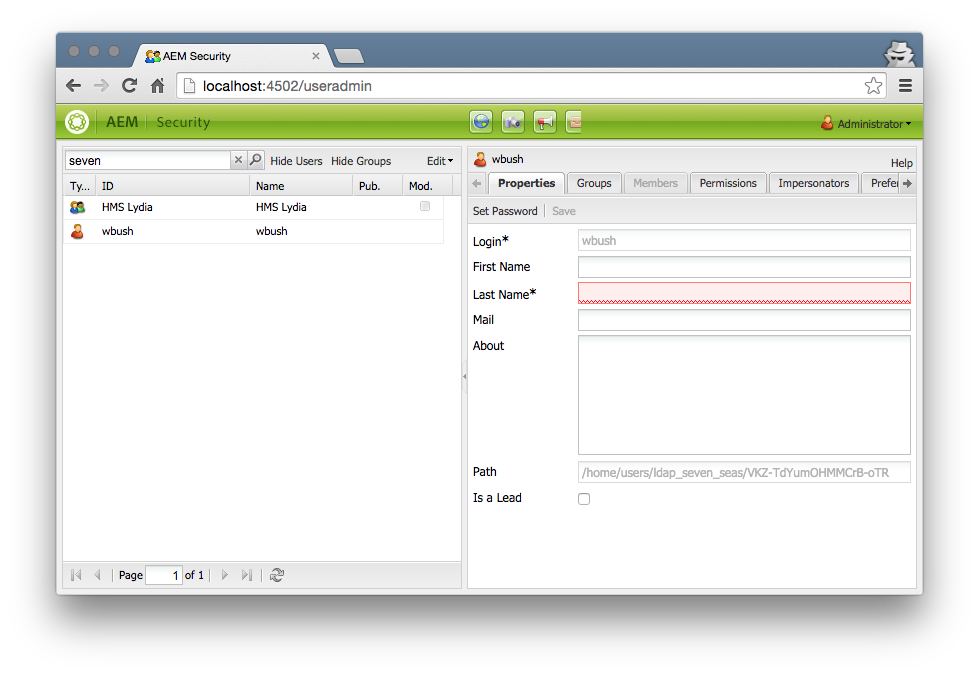 AEM Security
localhost:4502/useradmin
AEM Security Administrator
seven Hide Users Hide Groups Edit
Ty... ID Name Pub. Mod.
HMS Lydia HMS Lydia
wbush wbush
Page 1 of 1
wbush
Help
Properties Groups Members Permissions Impersonators Prefer
Set Password Save
Login* wbush
First Name
Last Name*
Mail
About
Path /home/users/ldap_seven_seas/VKZ-TdYumOHMMCrB-oTR
Is a Lead